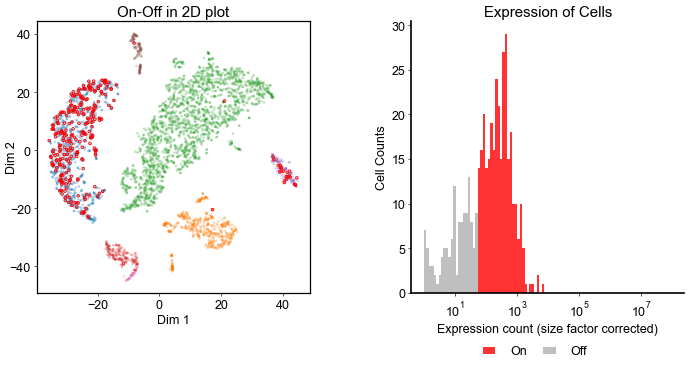 On-Off in 2D plot
Dim 2
40
20
0
−20
−40
−20
0
20
40
Dim 1
Expression of Cells
Cell Counts
30
25
20
15
10
5
0
10^1
10^3
10^5
10^7
Expression count (size factor corrected)
On
Off